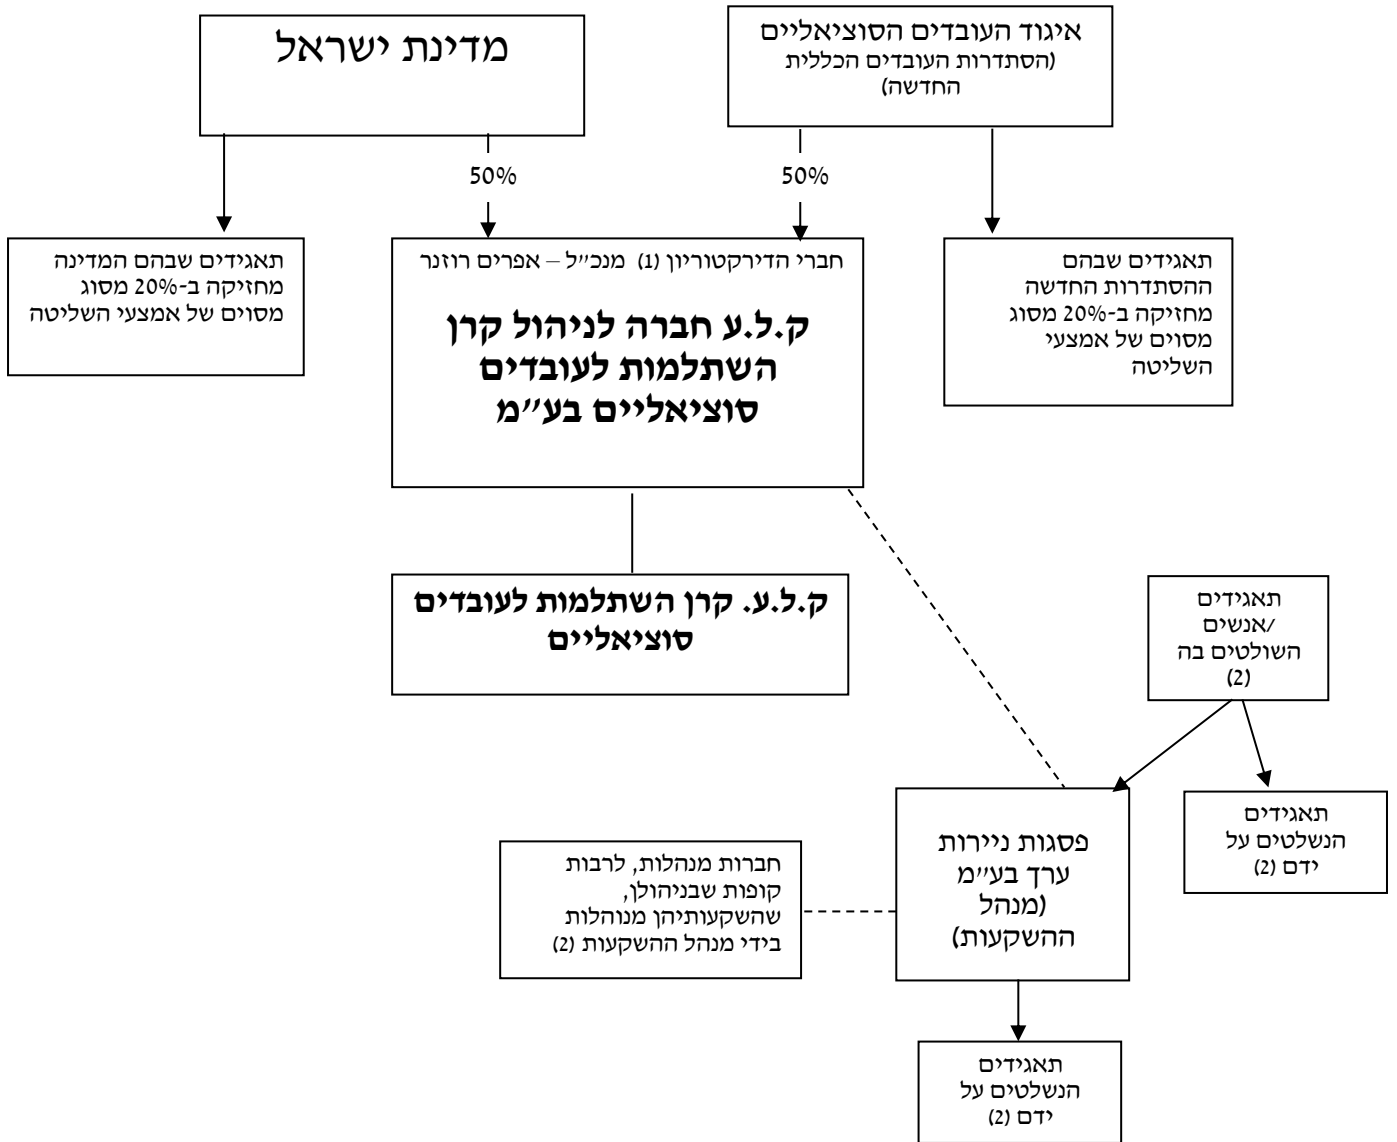 איגוד העובדים הסוציאליים
(הסתדרות העובדים הכללית
החדשה)
מדינת ישראל
50%
50%
תאגידים שבהם
ההסתדרות החדשה
מחזיקה ב-20% מסוג
מסוים של אמצעי
השליטה
חברי הדירקטוריון (1) מנכ״ל – אפרים רוזנר
ק.ל.ע חברה לניהול קרן
השתלמות לעובדים
סוציאליים בע״מ
תאגידים שבהם המדינה
מחזיקה ב-20% מסוג
מסוים של אמצעי השליטה
ק.ל.ע. קרן השתלמות לעובדים
סוציאליים
תאגידים
/אנשים
השולטים בה
(2)
תאגידים
הנשלטים על
ידם (2)
פסגות ניירות
ערך בע״מ
(מנהל
ההשקעות)
חברות מנהלות, לרבות
קופות שבניהולן,
שהשקעותיהן מנוהלות
בידי מנהל ההשקעות (2)
תאגידים
הנשלטים על
ידם (2)